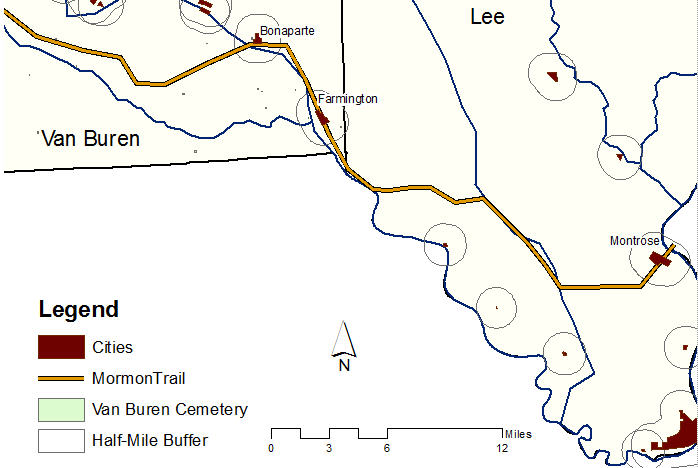 Lee
Bonaparte
Farmington
Van Buren
Montrose
Legend
Cities
MormonTrail
Van Buren Cemetery
Half-Mile Buffer
N
Miles
0 3 6 12